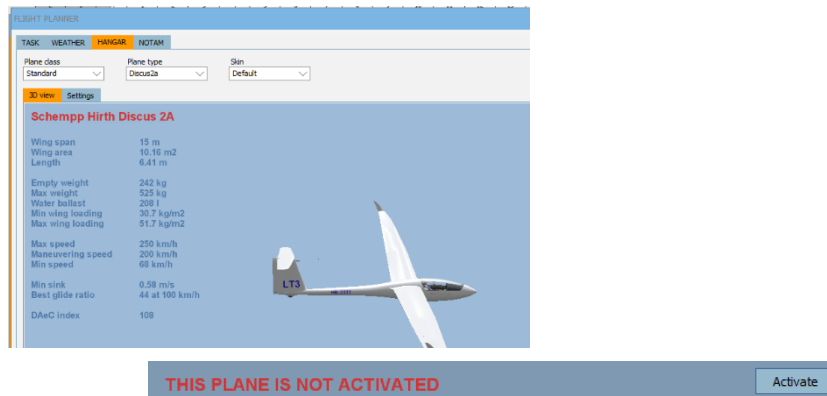 FLIGHT PLANNER
TASK WEATHER HANGAR NOTAM
Plane class Plane type Skin
Standard Discus2a Default
3D view Settings
Schempp Hirth Discus 2A
Wing span 15 m
Wing area 10.16 m2
Length 6.41 m
Empty weight 242 kg
Max weight 525 kg
Water ballast 208 l
Min wing loading 30.7 kg/m2
Max wing loading 51.7 kg/m2
Max speed 250 km/h
Maneuvering speed 200 km/h
Min speed 68 km/h
Min sink 0.58 m/s
Best glide ratio 44 at 100 km/h
LT3
DAeC index 108
THIS PLANE IS NOT ACTIVATED Activate